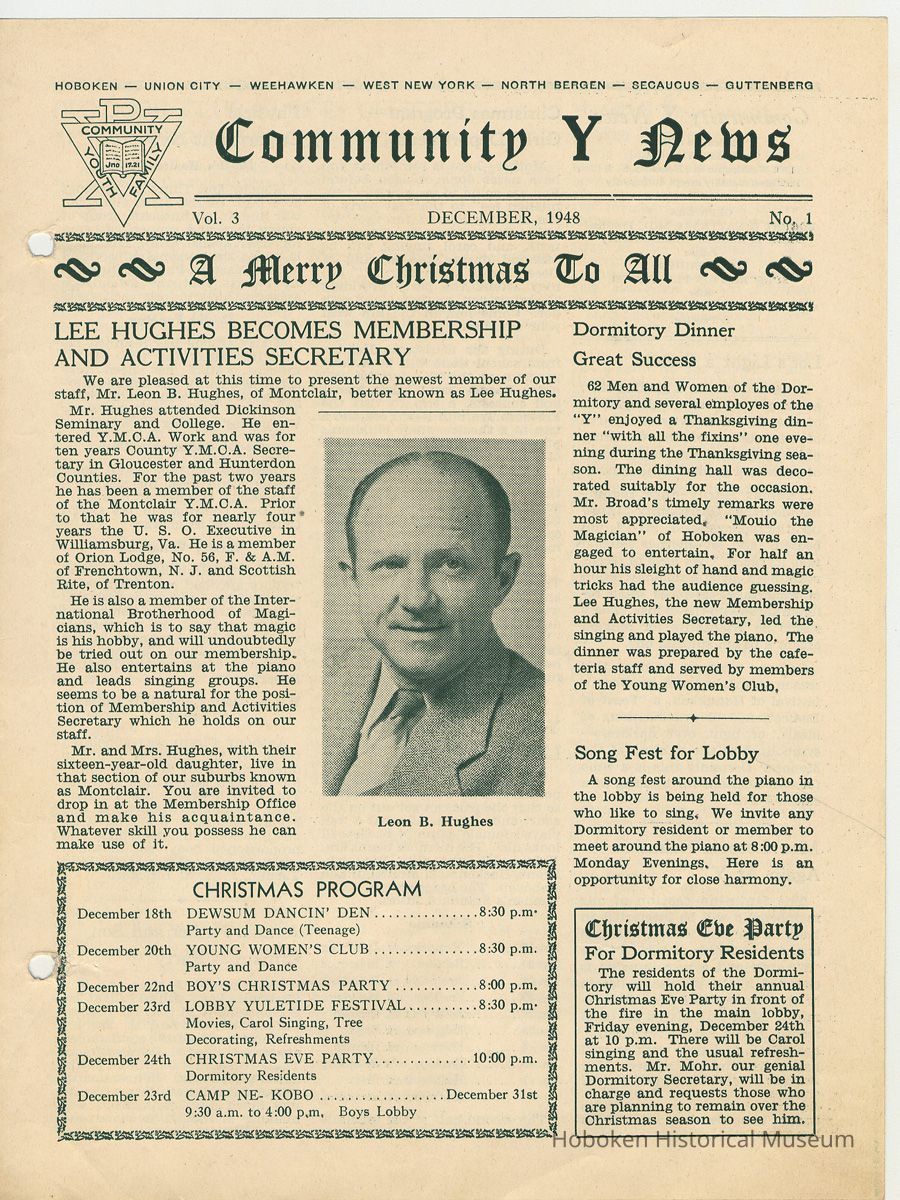 HOBOKEN — UNION CITY — WEEHAWKEN — WEST NEW YORK — NORTH BERGEN — SECAUCUS — GUTTENBERG
COMMUNITY
YOUTH
FAMILY
Jno 17.21
Community Y News
Vol. 3 DECEMBER, 1948 No. 1
A Merry Christmas To All
LEE HUGHES BECOMES MEMBERSHIP
AND ACTIVITIES SECRETARY
We are pleased at this time to present the newest member of our
staff, Mr. Leon B. Hughes, of Montclair, better known as Lee Hughes.
Mr. Hughes attended Dickinson
Seminary and College. He en-
tered Y.M.C.A. Work and was for
ten years County Y.M.C.A. Secre-
tary in Gloucester and Hunterdon
Counties. For the past two years
he has been a member of the staff
of the Montclair Y.M.C.A. Prior
to that he was for nearly four
years the U. S. O. Executive in
Williamsburg, Va. He is a member
of Orion Lodge, No. 56, F. & A.M.
of Frenchtown, N. J. and Scottish
Rite, of Trenton.
He is also a member of the Inter-
national Brotherhood of Magi-
cians, which is to say that magic
is his hobby, and will undoubtedly
be tried out on our membership.
He also entertains at the piano
and leads singing groups. He
seems to be a natural for the posi-
tion of Membership and Activities
Secretary which he holds on our
staff.
Mr. and Mrs. Hughes, with their
sixteen-year-old daughter, live in
that section of our suburbs known
as Montclair. You are invited to
drop in at the Membership Office
and make his acquaintance.
Whatever skill you possess he can
make use of it.
Leon B. Hughes
CHRISTMAS PROGRAM
December 18th DEWSUM DANCIN' DEN ............... 8:30 p.m.
Party and Dance (Teenage)
December 20th YOUNG WOMEN'S CLUB ............... 8:30 p.m.
Party and Dance
December 22nd BOY'S CHRISTMAS PARTY ............ 8:00 p.m.
December 23rd LOBBY YULETIDE FESTIVAL .......... 8:30 p.m.
Movies, Carol Singing, Tree
Decorating, Refreshments
December 24th CHRISTMAS EVE PARTY .............. 10:00 p.m.
Dormitory Residents
December 23rd CAMP NE- KOBO .................. December 31st
9:30 a.m. to 4:00 p,m, Boys Lobby
Dormitory Dinner
Great Success
62 Men and Women of the Dor-
mitory and several employes of the
"Y" enjoyed a Thanksgiving din-
ner "with all the fixins" one eve-
ning during the Thanksgiving sea-
son. The dining hall was deco-
rated suitably for the occasion.
Mr. Broad's timely remarks were
most appreciated. "Mouio the
Magician" of Hoboken was en-
gaged to entertain. For half an
hour his sleight of hand and magic
tricks had the audience guessing.
Lee Hughes, the new Membership
and Activities Secretary, led the
singing and played the piano. The
dinner was prepared by the cafe-
teria staff and served by members
of the Young Women's Club,
Song Fest for Lobby
A song fest around the piano in
the lobby is being held for those
who like to sing. We invite any
Dormitory resident or member to
meet around the piano at 8:00 p.m.
Monday Evenings. Here is an
opportunity for close harmony.
Christmas Eve Party
For Dormitory Residents
The residents of the Dormi-
tory will hold their annual
Christmas Eve Party in front of
the fire in the main lobby,
Friday evening, December 24th
at 10 p.m. There will be Carol
singing and the usual refresh-
ments. Mr. Mohr. our genial
Dormitory Secretary, will be in
charge and requests those who
are planning to remain over the
Christmas season to see him.
Hoboken Historical Museum